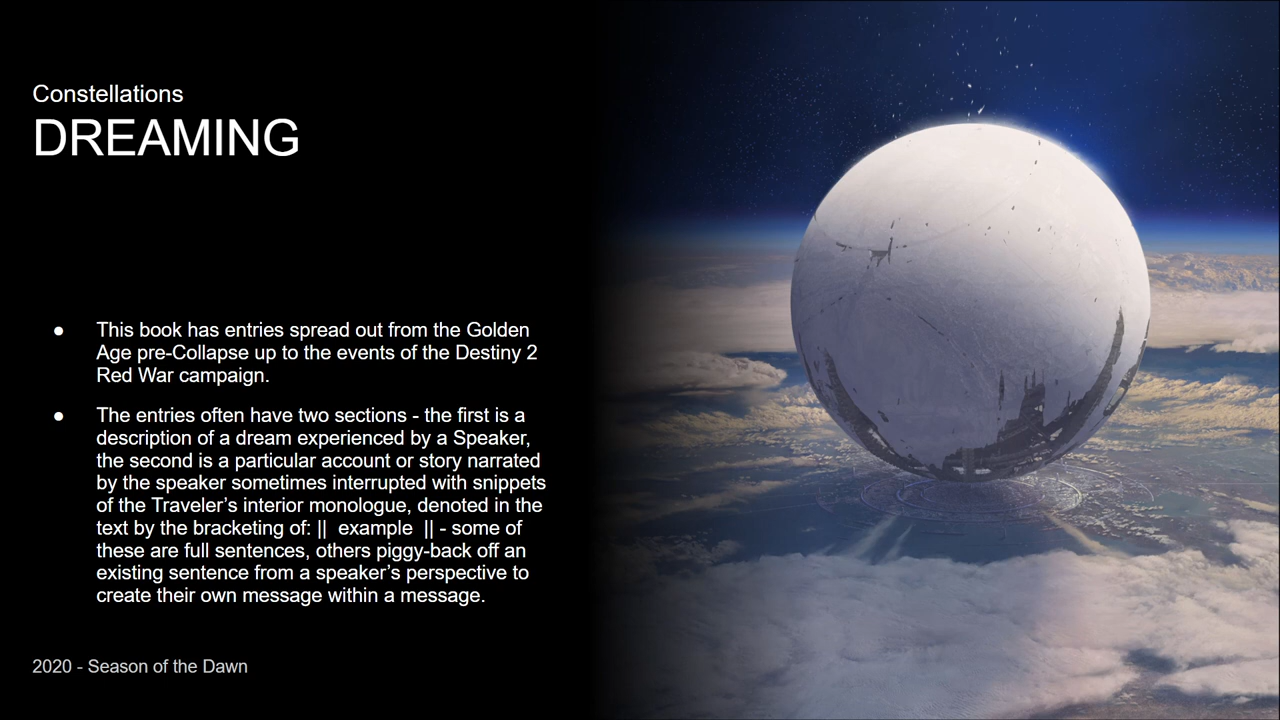 Constellations
DREAMING
● This book has entries spread out from the Golden
Age pre-Collapse up to the events of the Destiny 2
Red War campaign.
● The entries often have two sections - the first is a
description of a dream experienced by a Speaker,
the second is a particular account or story narrated
by the speaker sometimes interrupted with snippets
of the Traveler’s interior monologue, denoted in the
text by the bracketing of: || example || - some of
these are full sentences, others piggy-back off an
existing sentence from a speaker’s perspective to
create their own message within a message.
2020 - Season of the Dawn